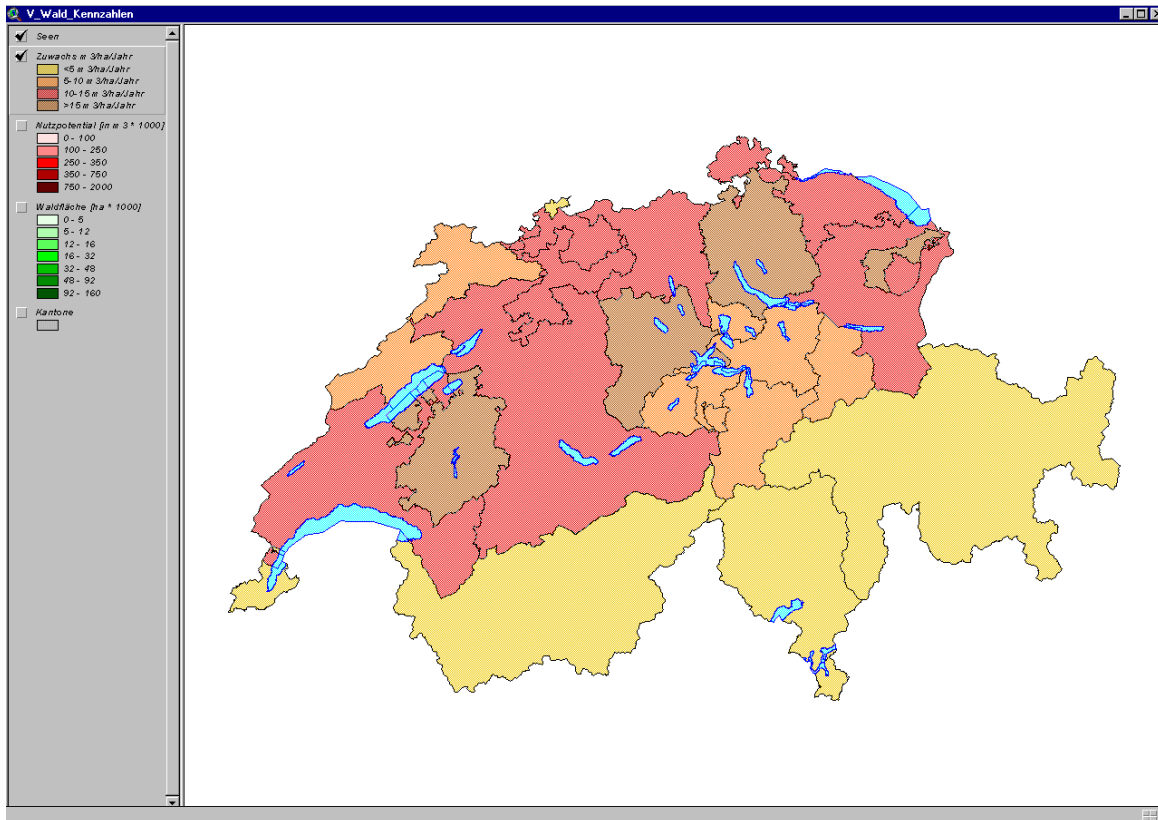 V_Wald_Kennzahlen
Seen
Zuwachs m 3/ha/Jahr
<5 m 3/ha/Jahr
5-10 m 3/ha/Jahr
10-15 m 3/ha/Jahr
>15 m 3/ha/Jahr
Nutzpotential [in m 3 * 1000]
0 - 100
100 - 250
250 - 350
350 - 750
750 - 2000
Waldfläche [ha * 1000]
0 - 5
5 - 12
12 - 16
16 - 32
32 - 48
48 - 92
92 - 160
Kantone